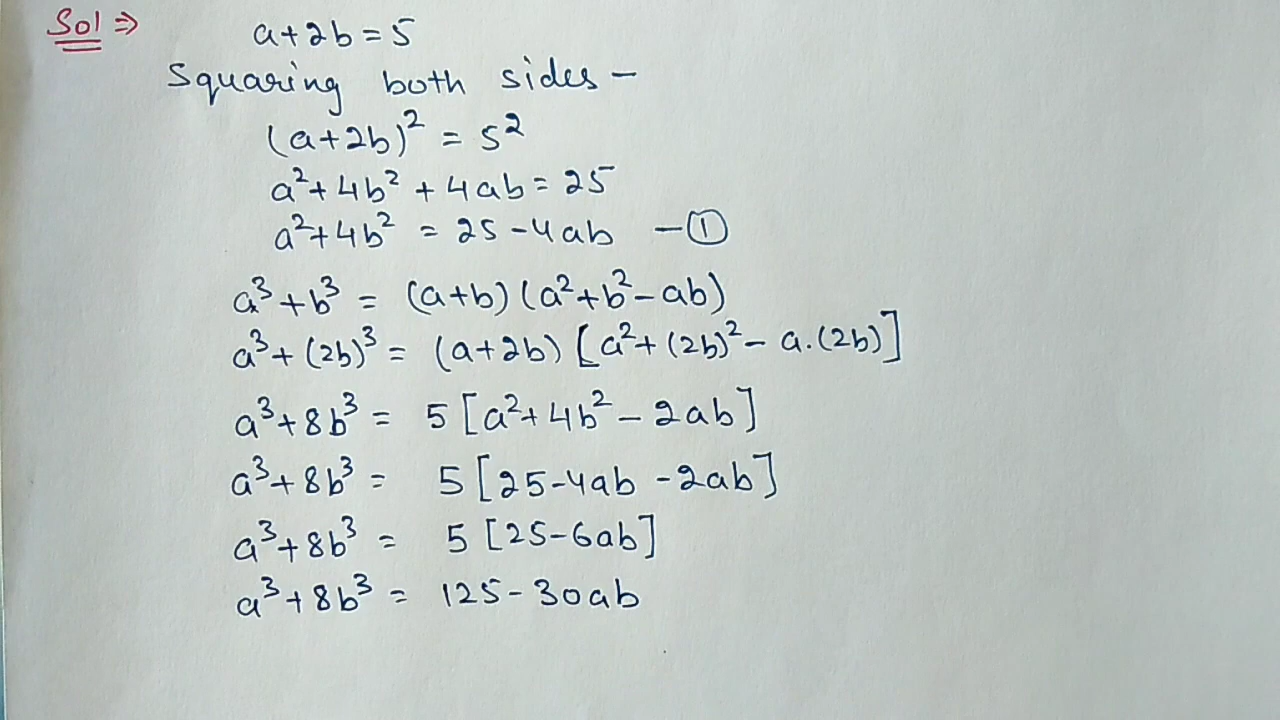 Sol ⇒ a+2b=5
Squaring both sides –
(a+2b)² = 5²
a²+4b²+4ab=25
a²+4b² = 25-4ab —①
a³+b³ = (a+b)(a²+b²-ab)
a³+(2b)³ = (a+2b)[a²+(2b)²- a.(2b)]
a³+8b³ = 5[a²+4b²-2ab]
a³+8b³ = 5[25-4ab-2ab]
a³+8b³ = 5[25-6ab]
a³+8b³ = 125-30ab